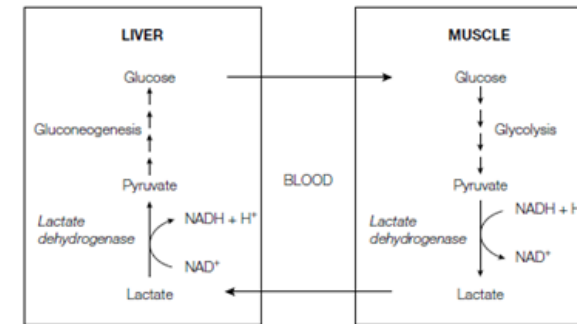 LIVER
Glucose
Gluconeogenesis
Pyruvate
Lactate
dehydrogenase
NADH + H⁺
NAD⁺
Lactate
BLOOD
MUSCLE
Glucose
Glycolysis
Pyruvate
Lactate
dehydrogenase
NADH + H
NAD⁺
Lactate